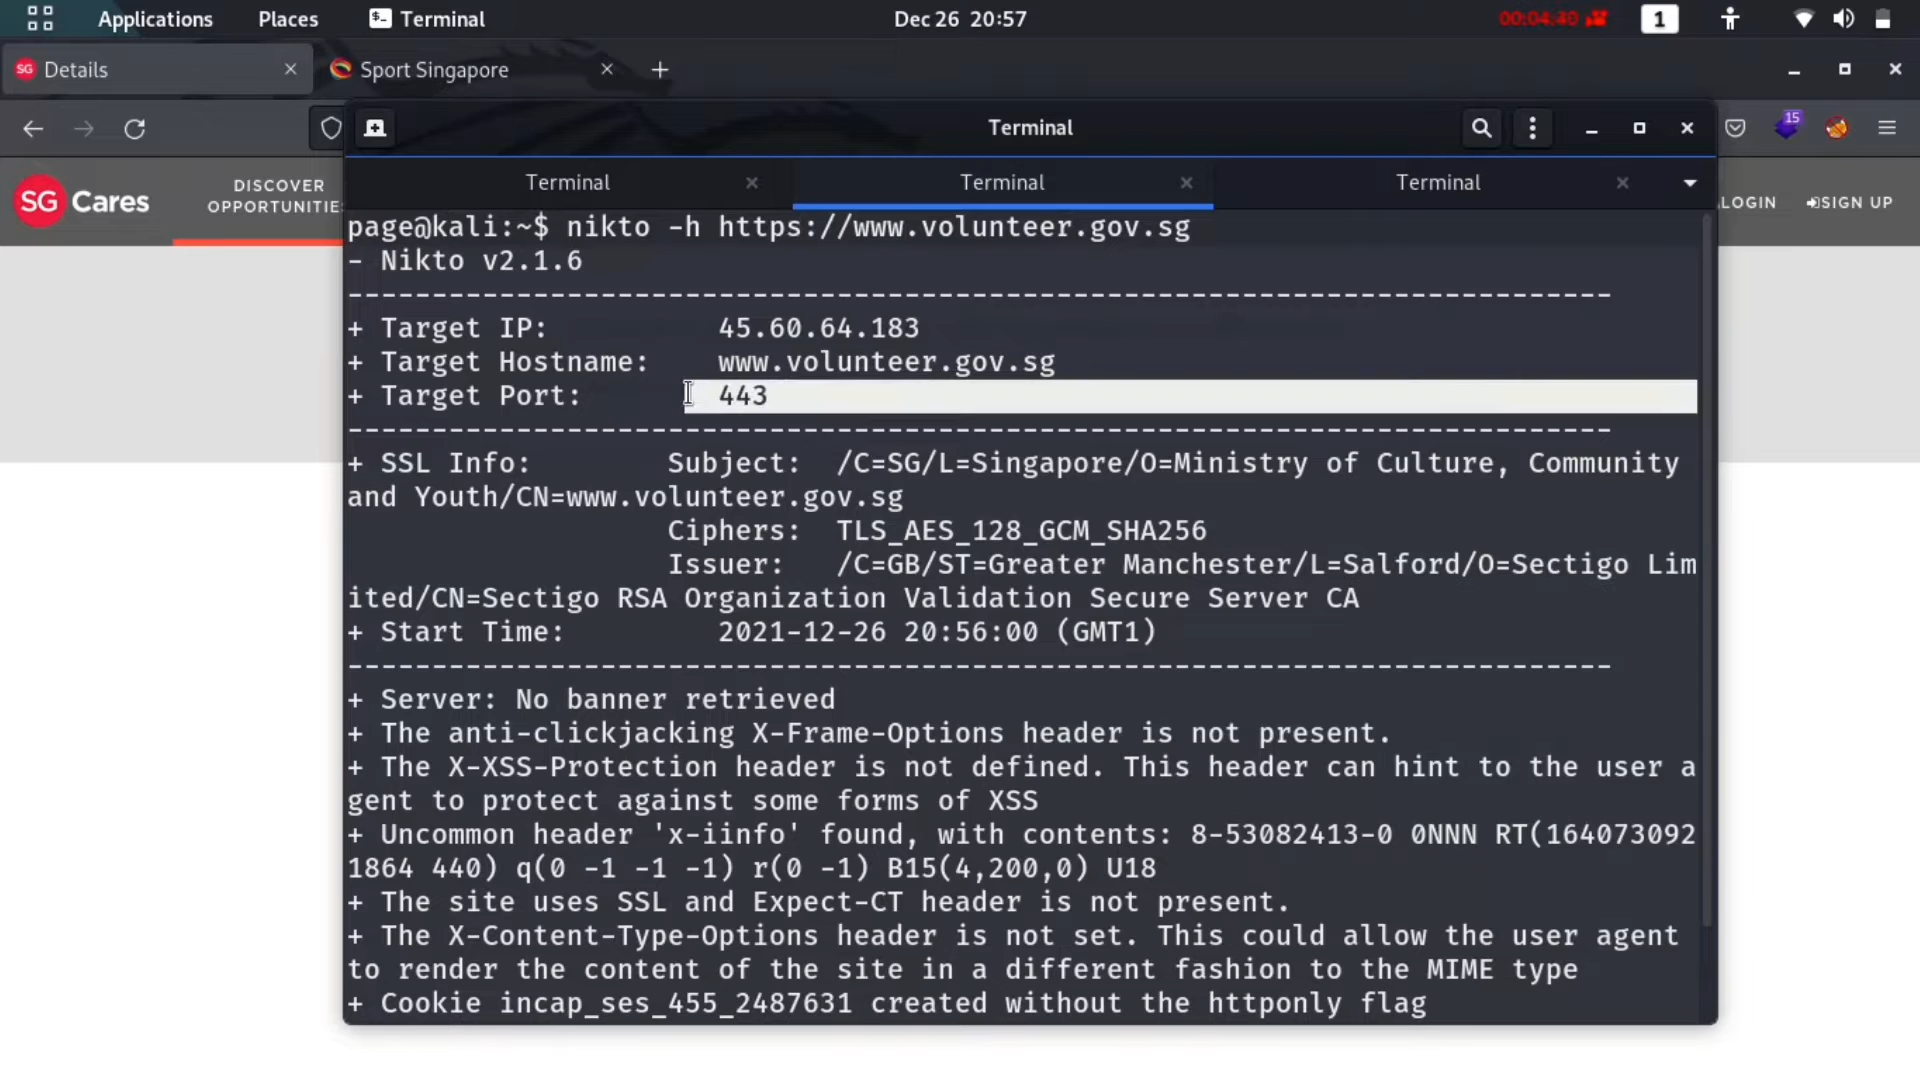 Applications Places Terminal Dec 26 20:57 00:04:40 1
SG Details Sport Singapore
Terminal 15
Terminal Terminal Terminal
SG Cares DISCOVER OPPORTUNITIE LOGIN SIGN UP
page@kali:~$ nikto -h https://www.volunteer.gov.sg
- Nikto v2.1.6
---------------------------------------------------------------------------
+ Target IP: 45.60.64.183
+ Target Hostname: www.volunteer.gov.sg
+ Target Port: 443
---------------------------------------------------------------------------
+ SSL Info: Subject: /C=SG/L=Singapore/O=Ministry of Culture, Community
and Youth/CN=www.volunteer.gov.sg
Ciphers: TLS_AES_128_GCM_SHA256
Issuer: /C=GB/ST=Greater Manchester/L=Salford/O=Sectigo Lim
ited/CN=Sectigo RSA Organization Validation Secure Server CA
+ Start Time: 2021-12-26 20:56:00 (GMT1)
---------------------------------------------------------------------------
+ Server: No banner retrieved
+ The anti-clickjacking X-Frame-Options header is not present.
+ The X-XSS-Protection header is not defined. This header can hint to the user a
gent to protect against some forms of XSS
+ Uncommon header 'x-iinfo' found, with contents: 8-53082413-0 0NNN RT(164073092
1864 440) q(0 -1 -1 -1) r(0 -1) B15(4,200,0) U18
+ The site uses SSL and Expect-CT header is not present.
+ The X-Content-Type-Options header is not set. This could allow the user agent
to render the content of the site in a different fashion to the MIME type
+ Cookie incap_ses_455_2487631 created without the httponly flag